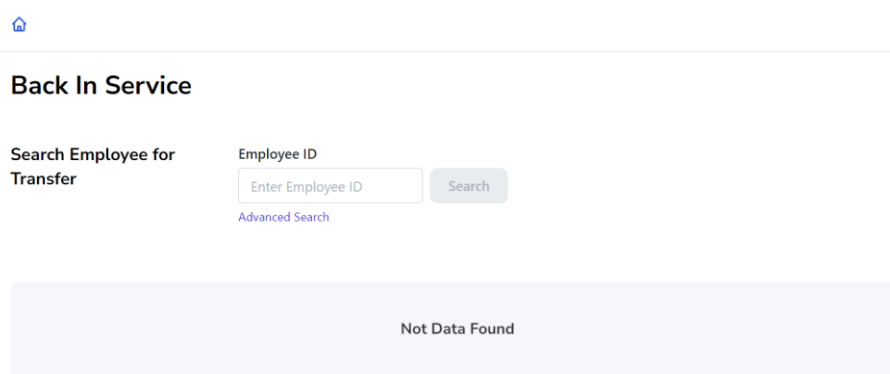 Back In Service
Search Employee for
Transfer
Employee ID
Enter Employee ID
Search
Advanced Search
Not Data Found